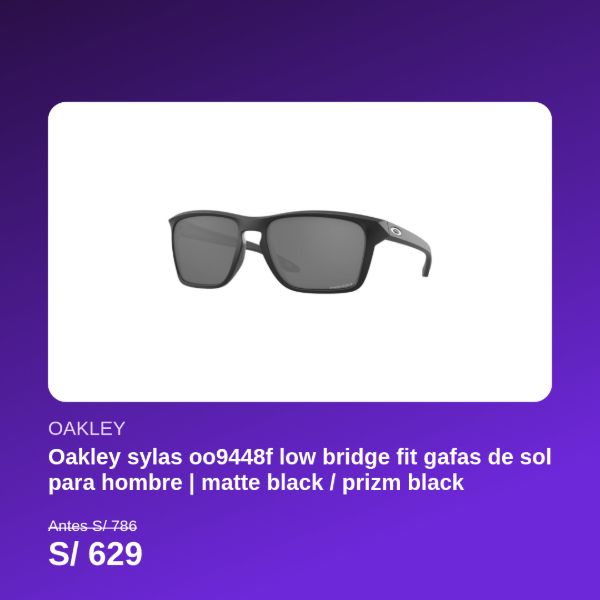 OAKLEY
Oakley sylas oo9448f low bridge fit gafas de sol
para hombre | matte black / prizm black
Antes S/ 786
S/ 629